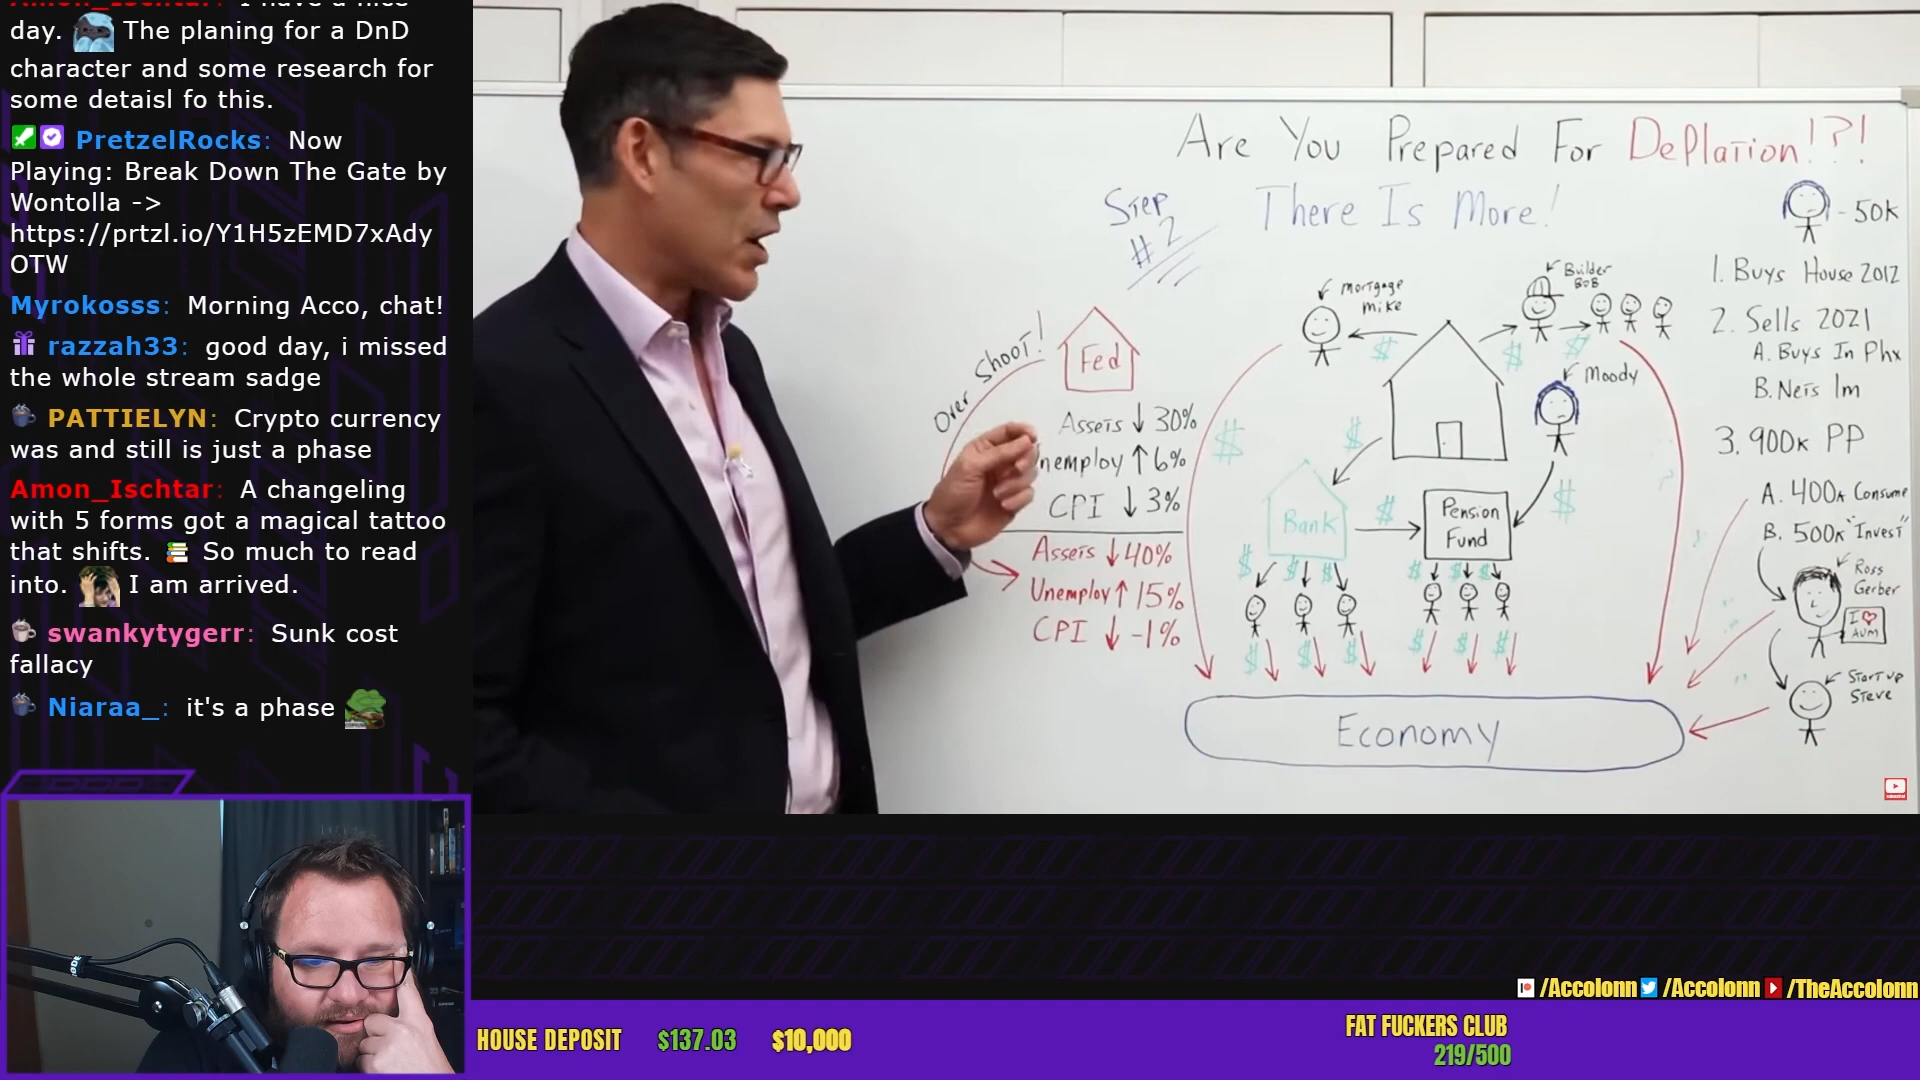 day. The planing for a DnD
character and some research for
some detaisl fo this.
PretzelRocks: Now
Playing: Break Down The Gate by
Wontolla ->
https://prtzl.io/Y1H5zEMD7xAdy
OTW
Myrokosss: Morning Acco, chat!
razzah33: good day, i missed
the whole stream sadge
PATTIELYN: Crypto currency
was and still is just a phase
Amon_Ischtar: A changeling
with 5 forms got a magical tattoo
that shifts. So much to read
into. I am arrived.
swankytygerr: Sunk cost
fallacy
Niaraa_: it's a phase
Are You Prepared For Deflation!?!
Step
#2
There Is More!
-50k
1. Buys House 2012
2. Sells 2021
A. Buys In Phx
B. Nets 1m
3. 900k PP
A. 400k Consume
B. 500k "Invest"
Ross
Gerber
I ♥
AUM
Startup
Steve
Over Shoot!
Fed
Assets ↓ 30%
Unemploy ↑ 6%
CPI ↓ 3%
Assets ↓ 40%
Unemploy ↑ 15%
CPI ↓ -1%
Mortgage
Mike
Builder
BOB
Moody
Bank
Pension
Fund
Economy
/Accolonn /Accolonn /TheAccolonn
HOUSE DEPOSIT $137.03 $10,000
FAT FUCKERS CLUB
219/500